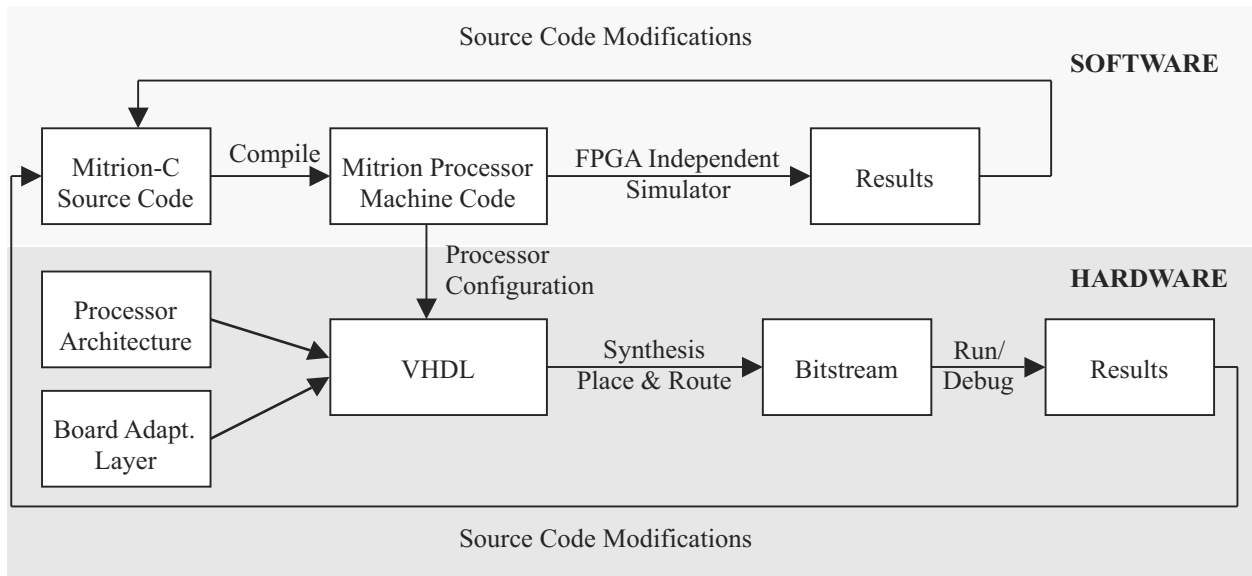 Source Code Modifications
SOFTWARE
Mitrion-C
Source Code
Compile
Mitrion Processor
Machine Code
FPGA Independent
Simulator
Results
Processor
Configuration
HARDWARE
Processor
Architecture
Board Adapt.
Layer
VHDL
Synthesis
Place & Route
Bitstream
Run/
Debug
Results
Source Code Modifications